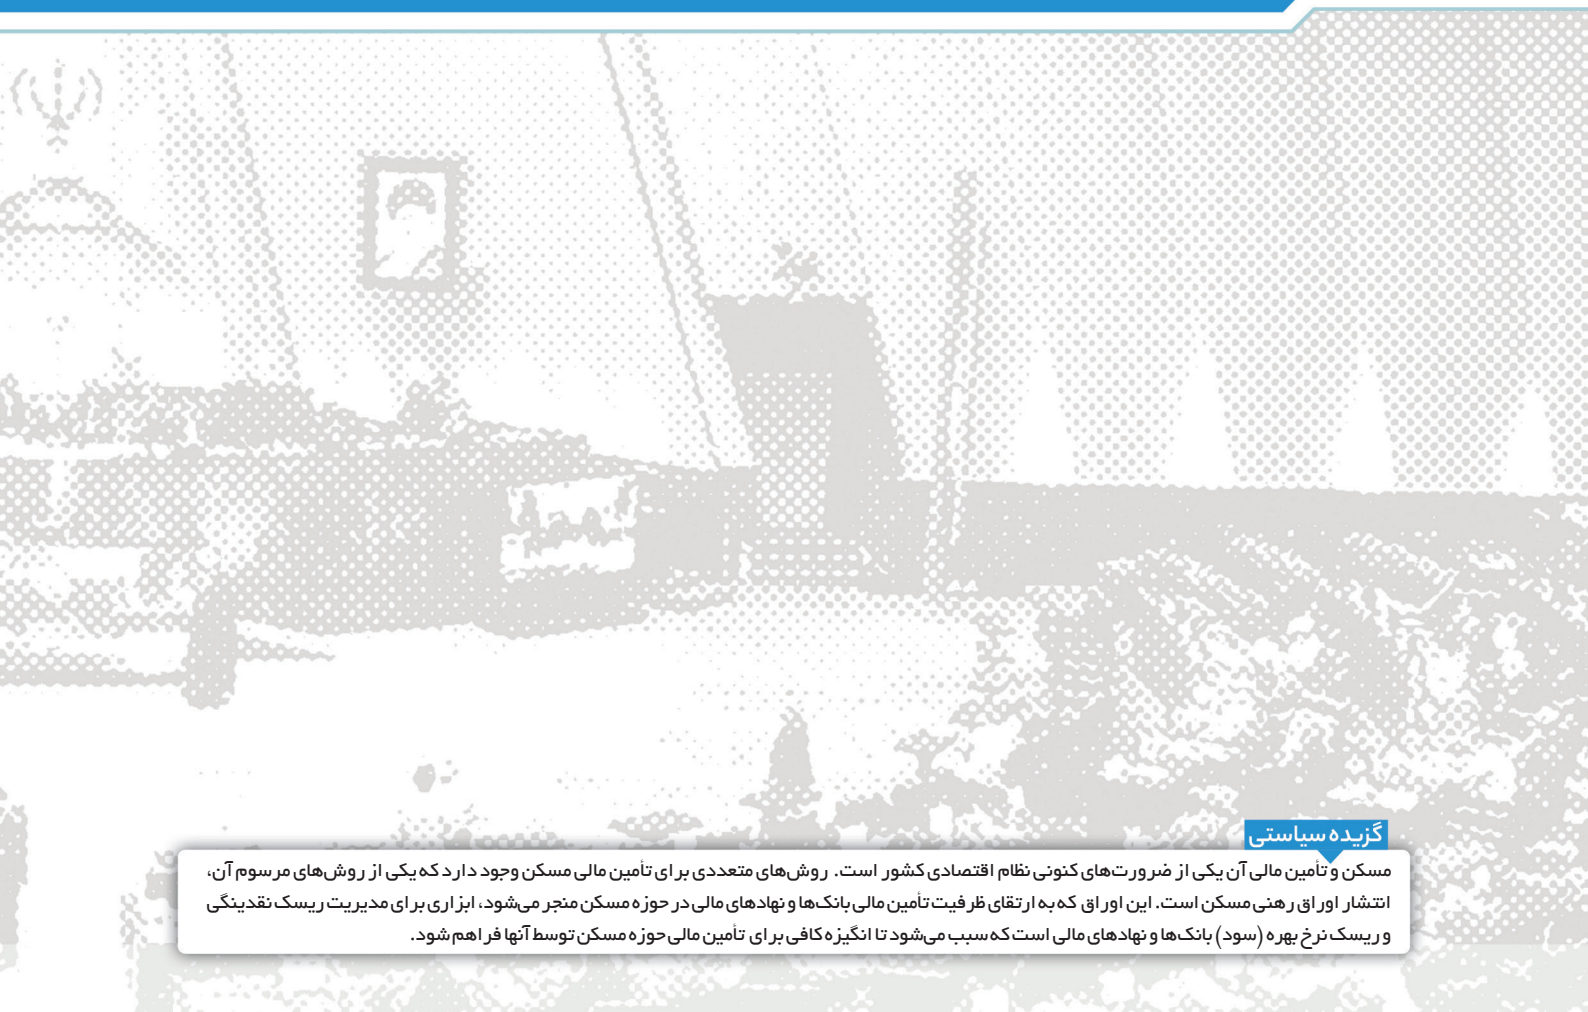 گزیده سیاستی
مسکن و تأمین مالی آن یکی از ضرورت‌های کنونی نظام اقتصادی کشور است. روش‌های متعددی برای تأمین مالی مسکن وجود دارد که یکی از روش‌های مرسوم آن،
انتشار اوراق رهنی مسکن است. این اوراق که به ارتقای ظرفیت تأمین مالی بانک‌ها و نهادهای مالی در حوزه مسکن منجر می‌شود، ابزاری برای مدیریت ریسک نقدینگی
و ریسک نرخ بهره (سود) بانک‌ها و نهادهای مالی است که سبب می‌شود تا انگیزه کافی برای تأمین مالی حوزه مسکن توسط آنها فراهم شود.